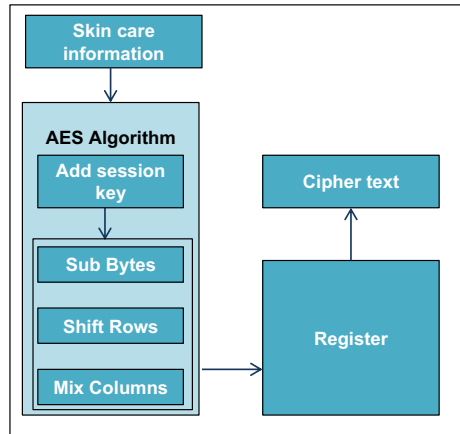 Skin care
information
AES Algorithm
Add session
key
Sub Bytes
Shift Rows
Mix Columns
Cipher text
Register